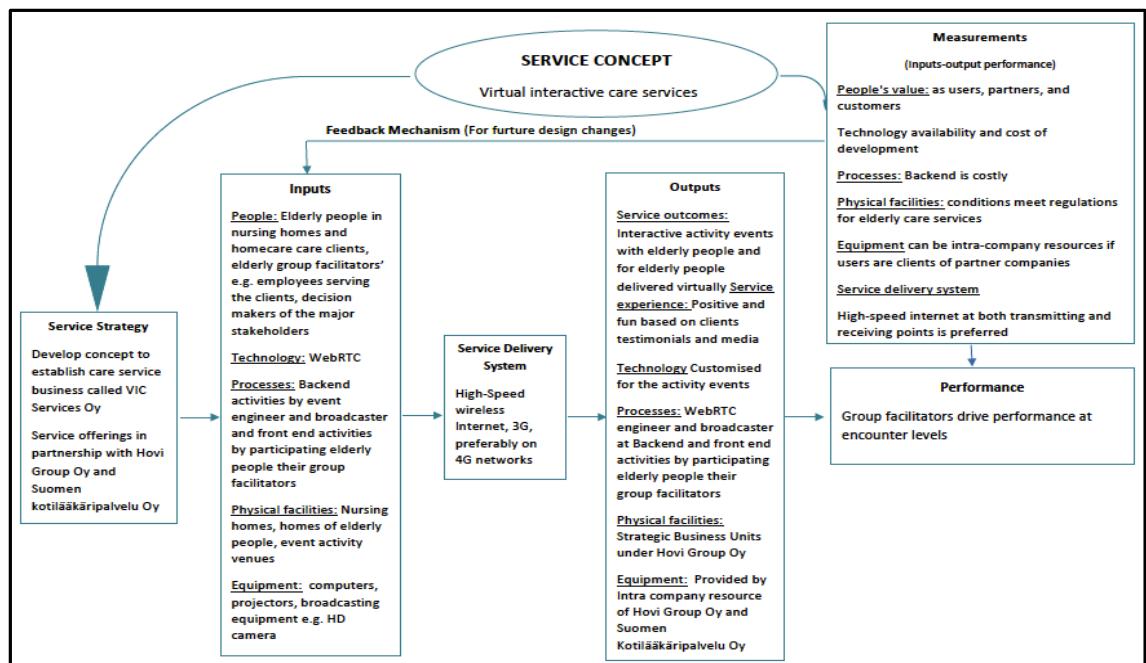 SERVICE CONCEPT
Virtual interactive care services
Feedback Mechanism (For furture design changes)
Service Strategy
Develop concept to
establish care service
business called VIC
Services Oy
Service offerings in
partnership with Hovi
Group Oy and
Suomen
kotilääkäripalvelu Oy
Inputs
People: Elderly people in
nursing homes and
homecare care clients,
elderly group facilitators’
e.g. employees serving
the clients, decision
makers of the major
stakeholders
Technology: WebRTC
Processes: Backend
activities by event
engineer and broadcaster
and front end activities
by participating elderly
people their group
facilitators
Physical facilities: Nursing
homes, homes of elderly
people, event activity
venues
Equipment: computers,
projectors, broadcasting
equipment e.g. HD
camera
Service Delivery
System
High-Speed
wireless
Internet, 3G,
preferably on
4G networks
Outputs
Service outcomes:
Interactive activity events
with elderly people and
for elderly people
delivered virtually Service
experience: Positive and
fun based on clients
testimonials and media
Technology Customised
for the activity events
Processes: WebRTC
engineer and broadcaster
at Backend and front end
activities by participating
elderly people their
group facilitators
Physical facilities:
Strategic Business Units
under Hovi Group Oy
Equipment: Provided by
Intra company resource
of Hovi Group Oy and
Suomen
Kotilääkäripalvelu Oy
Measurements
(Inputs-output performance)
People's value: as users, partners, and
customers
Technology availability and cost of
development
Processes: Backend is costly
Physical facilities: conditions meet regulations
for elderly care services
Equipment can be intra-company resources if
users are clients of partner companies
Service delivery system
High-speed internet at both transmitting and
receiving points is preferred
Performance
Group facilitators drive performance at
encounter levels